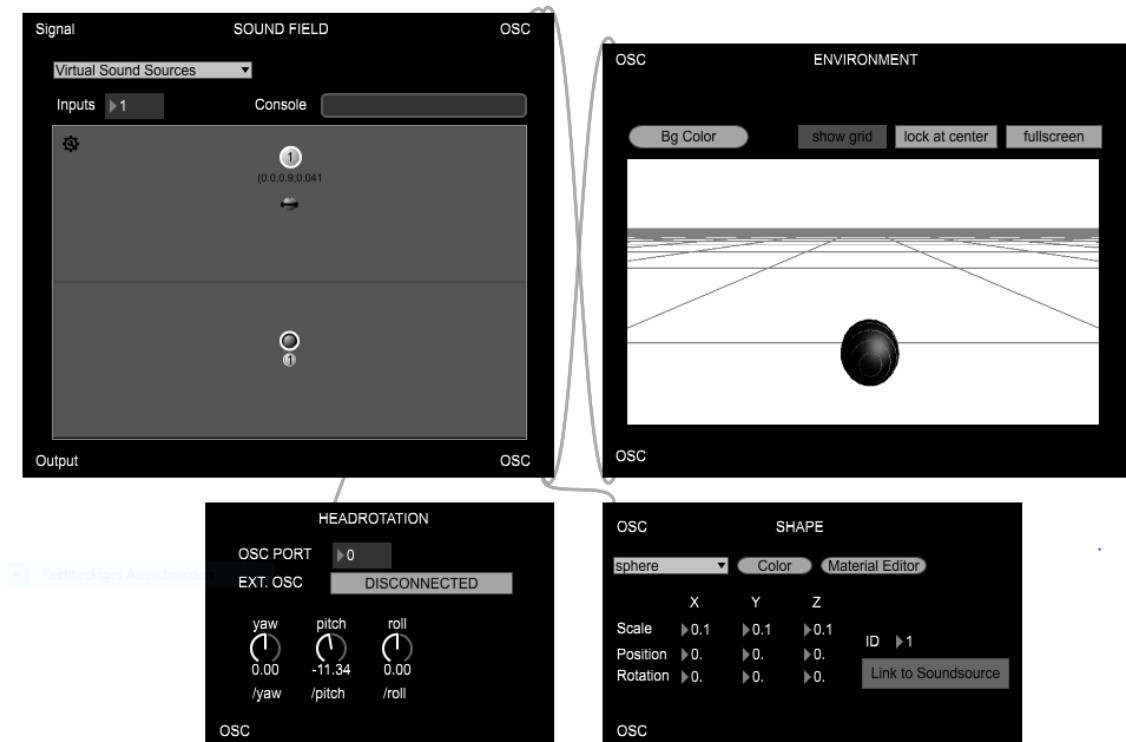 Signal SOUND FIELD OSC
Virtual Sound Sources
Inputs 1 Console
1
(0.0,0.9,0.041
1
Output OSC
OSC ENVIRONMENT
Bg Color show grid lock at center fullscreen
OSC
HEADROTATION
OSC PORT 0
EXT. OSC DISCONNECTED
yaw pitch roll
0.00 -11.34 0.00
/yaw /pitch /roll
OSC
OSC SHAPE
sphere Color Material Editor
X Y Z
Scale 0.1 0.1 0.1
ID 1
Position 0. 0. 0.
Rotation 0. 0. 0.
Link to Soundsource
OSC
Rechteckiges Ausschneiden